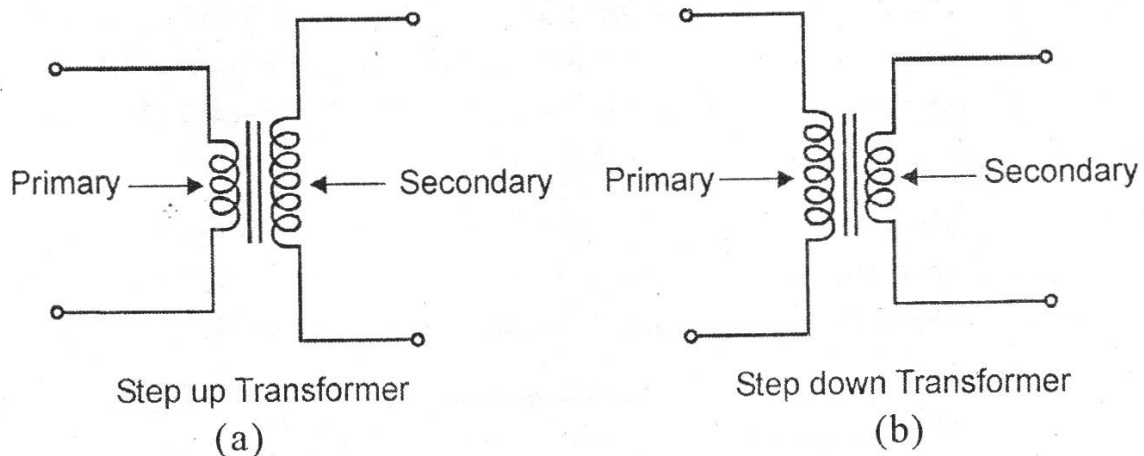 Primary
Secondary
Step up Transformer
(a)
Primary
Secondary
Step down Transformer
(b)